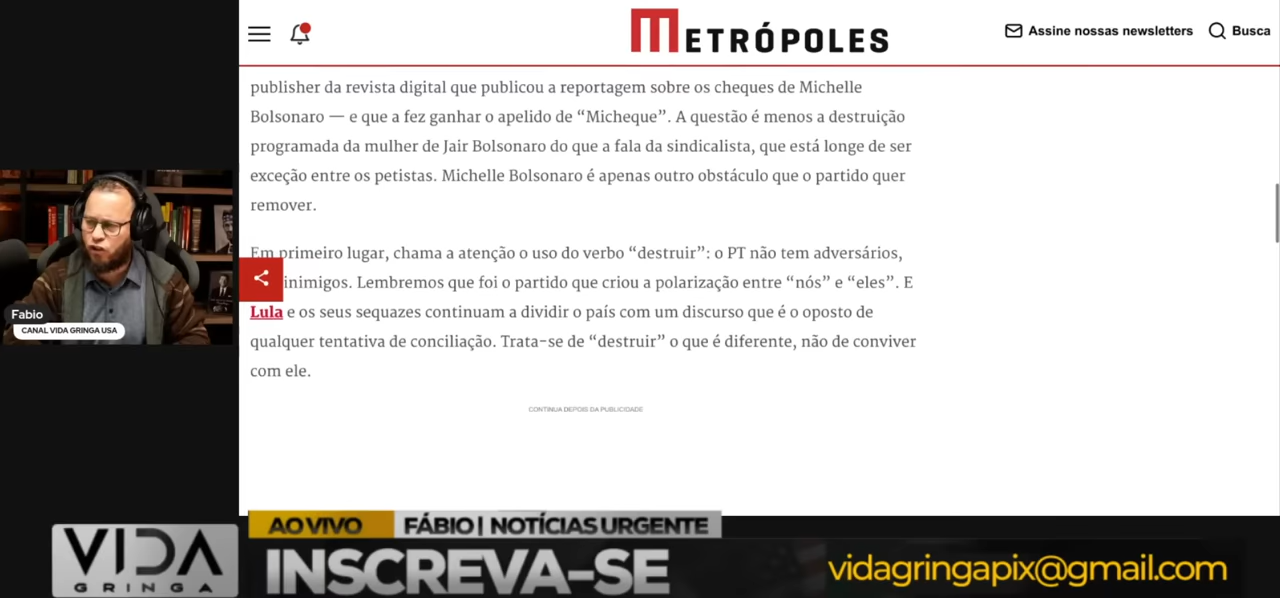 METRÓPOLES
Assine nossas newsletters
Busca
publisher da revista digital que publicou a reportagem sobre os cheques de Michelle
Bolsonaro — e que a fez ganhar o apelido de “Micheque”. A questão é menos a destruição
programada da mulher de Jair Bolsonaro do que a fala da sindicalista, que está longe de ser
exceção entre os petistas. Michelle Bolsonaro é apenas outro obstáculo que o partido quer
remover.
Em primeiro lugar, chama a atenção o uso do verbo “destruir”: o PT não tem adversários,
inimigos. Lembremos que foi o partido que criou a polarização entre “nós” e “eles”. E
Lula e os seus sequazes continuam a dividir o país com um discurso que é o oposto de
qualquer tentativa de conciliação. Trata-se de “destruir” o que é diferente, não de conviver
com ele.
CONTINUA DEPOIS DA PUBLICIDADE
Fabio
CANAL VIDA GRINGA USA
VIDA
GRINGA
AO VIVO
FÁBIO | NOTÍCIAS URGENTE
INSCREVA-SE
vidagringapix@gmail.com